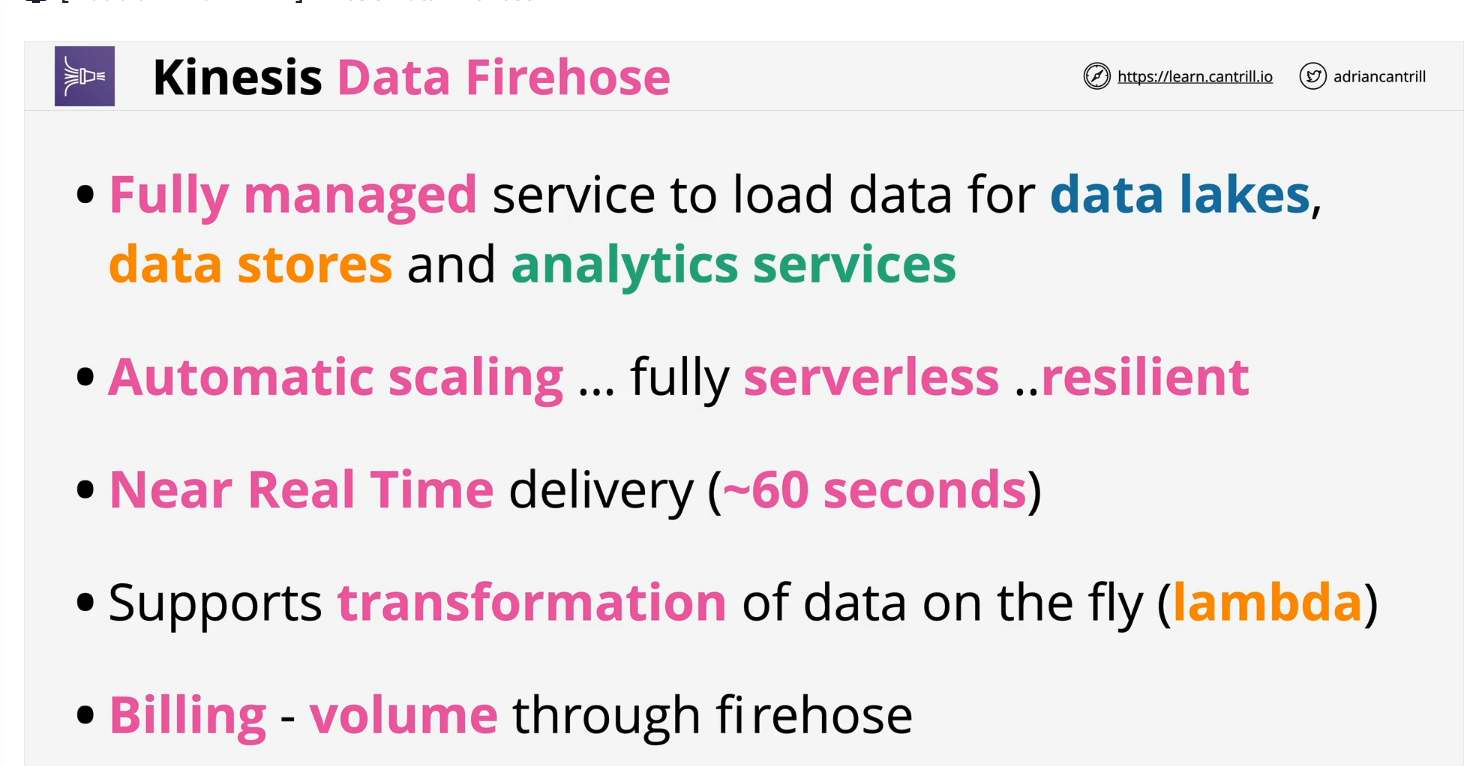 Kinesis Data Firehose
https://learn.cantrill.io
adriancantrill
• Fully managed service to load data for data lakes,
data stores and analytics services
• Automatic scaling ... fully serverless ..resilient
• Near Real Time delivery (~60 seconds)
• Supports transformation of data on the fly (lambda)
• Billing - volume through firehose